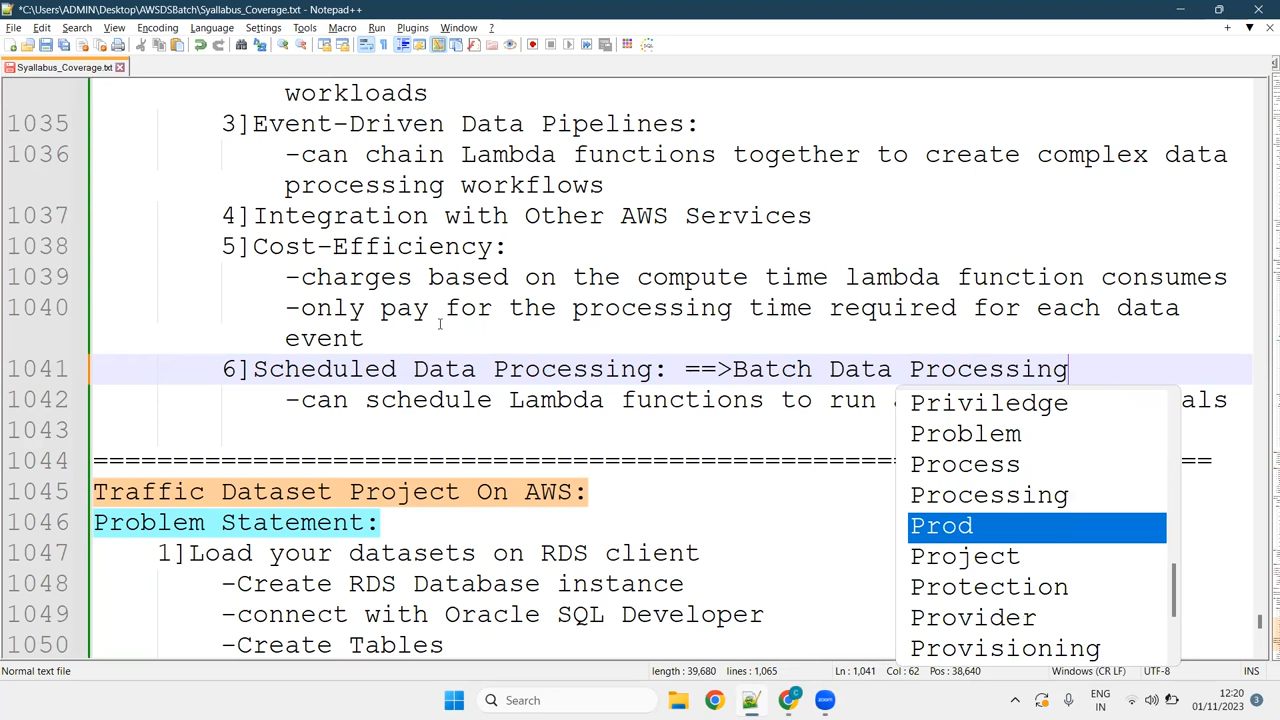 *C:\Users\ADMIN\Desktop\AWSDSBatch\Syallabus_Coverage.txt - Notepad++
File Edit Search View Encoding Language Settings Tools Macro Run Plugins Window ?
Syallabus_Coverage.txt
workloads
1035 3]Event-Driven Data Pipelines:
1036 -can chain Lambda functions together to create complex data
processing workflows
1037 4]Integration with Other AWS Services
1038 5]Cost-Efficiency:
1039 -charges based on the compute time lambda function consumes
1040 -only pay for the processing time required for each data
event
1041 6]Scheduled Data Processing: ==>Batch Data Processing
1042 -can schedule Lambda functions to run als
Priviledge
1043
Problem
1044 ====================================================================== 
Process
1045 Traffic Dataset Project On AWS:
Processing
1046 Problem Statement:
Prod
1047 1]Load your datasets on RDS client
Project
1048 -Create RDS Database instance
Protection
1049 -connect with Oracle SQL Developer
Provider
1050 -Create Tables
Provisioning
Normal text file length : 39,680 lines : 1,065 Ln : 1,041 Col : 62 Pos : 38,640 Windows (CR LF) UTF-8 INS
Search
zoom
ENG
IN
12:20
01/11/2023
3